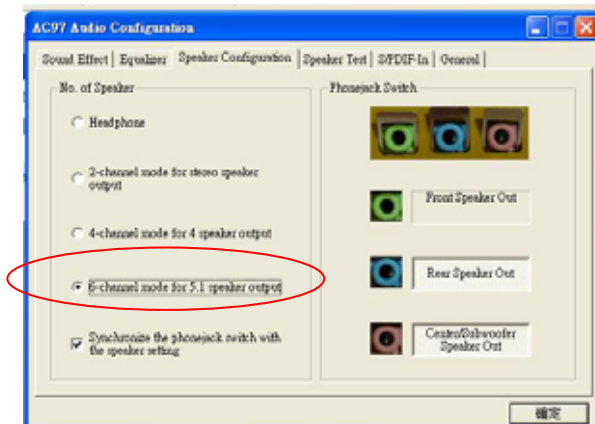 AC97 Audio Configuration
Sound Effect
Equalizer
Speaker Configuration
Speaker Test
S/PDIF-In
General
No. of Speaker
Headphone
2-channel mode for stereo speaker
output
4-channel mode for 4 speaker output
6-channel mode for 5.1 speaker output
Synchronize the phonejack switch with
the speaker setting
Phonejack Switch
Front Speaker Out
Rear Speaker Out
Center/Subwoofer
Speaker Out
確定